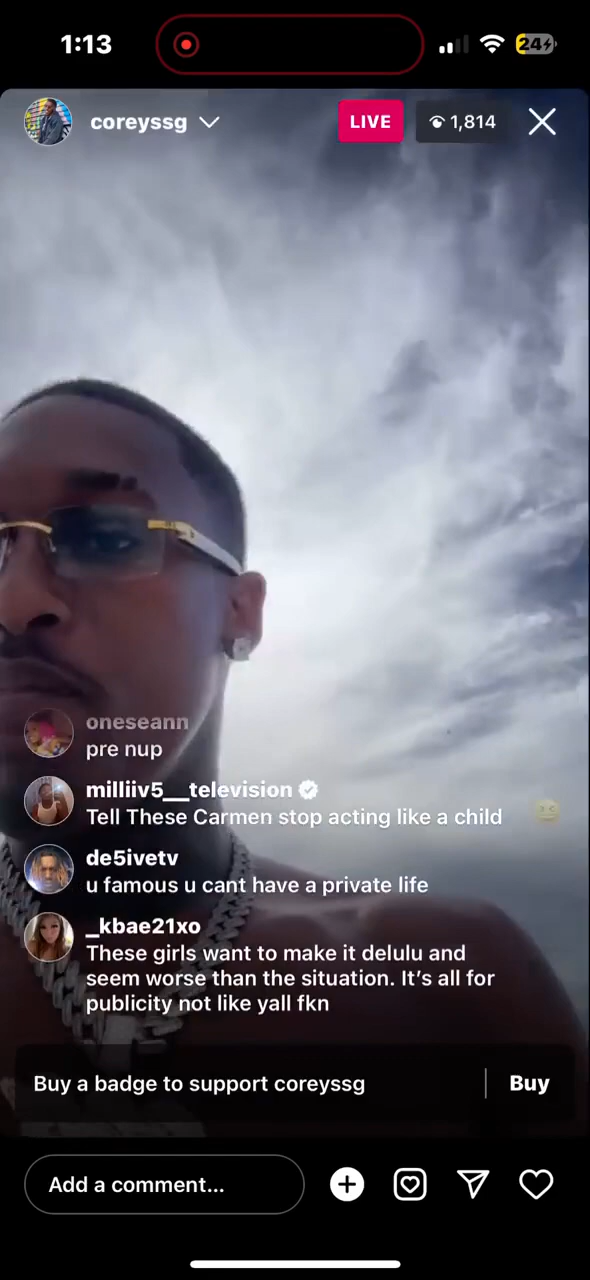 1:13
24
coreyssg
LIVE
1,814
oneseann
pre nup
milliiv5__television
Tell These Carmen stop acting like a child
de5ivetv
u famous u cant have a private life
_kbae21xo
These girls want to make it delulu and
seem worse than the situation. It’s all for
publicity not like yall fkn
Buy a badge to support coreyssg
Buy
Add a comment...